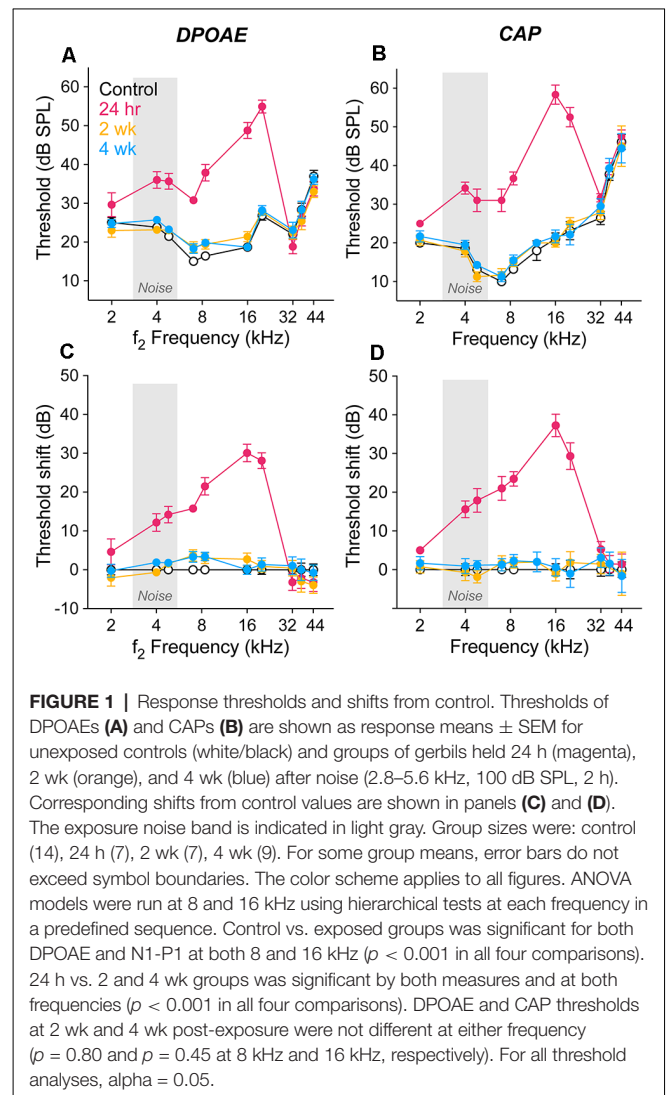 DPOAE
CAP
A
B
Threshold (dB SPL)
60
50
40
30
20
10
Control
24 hr
2 wk
4 wk
Noise
2
4
8
16
32
44
f2 Frequency (kHz)
Threshold (dB SPL)
60
50
40
30
20
10
Noise
2
4
8
16
32
44
Frequency (kHz)
C
D
Threshold shift (dB)
50
40
30
20
10
0
-10
Noise
2
4
8
16
32
44
f2 Frequency (kHz)
Threshold shift (dB)
50
40
30
20
10
0
Noise
2
4
8
16
32
44
Frequency (kHz)
FIGURE 1 | Response thresholds and shifts from control. Thresholds of
DPOAEs (A) and CAPs (B) are shown as response means ± SEM for
unexposed controls (white/black) and groups of gerbils held 24 h (magenta),
2 wk (orange), and 4 wk (blue) after noise (2.8–5.6 kHz, 100 dB SPL, 2 h).
Corresponding shifts from control values are shown in panels (C) and (D).
The exposure noise band is indicated in light gray. Group sizes were: control
(14), 24 h (7), 2 wk (7), 4 wk (9). For some group means, error bars do not
exceed symbol boundaries. The color scheme applies to all figures. ANOVA
models were run at 8 and 16 kHz using hierarchical tests at each frequency in
a predefined sequence. Control vs. exposed groups was significant for both
DPOAE and N1-P1 at both 8 and 16 kHz (p < 0.001 in all four comparisons).
24 h vs. 2 and 4 wk groups was significant by both measures and at both
frequencies (p < 0.001 in all four comparisons). DPOAE and CAP thresholds
at 2 wk and 4 wk post-exposure were not different at either frequency
(p = 0.80 and p = 0.45 at 8 kHz and 16 kHz, respectively). For all threshold
analyses, alpha = 0.05.